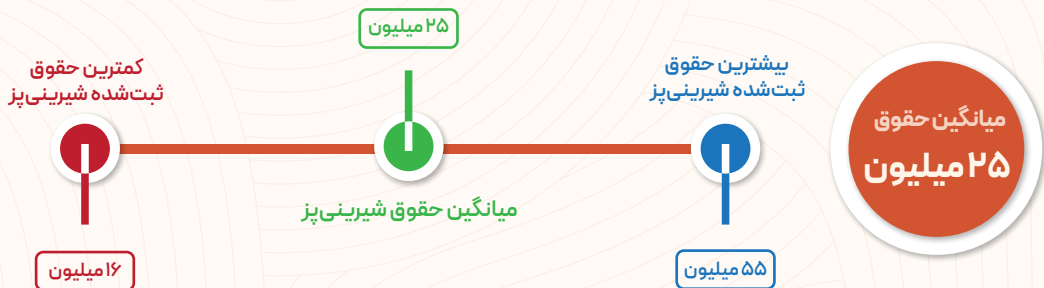 میانگین حقوق
۲۵ میلیون
بیشترین حقوق
ثبت‌شده شیرینی‌پز
۵۵ میلیون
۲۵ میلیون
میانگین حقوق شیرینی‌پز
کمترین حقوق
ثبت‌شده شیرینی‌پز
۱۶ میلیون